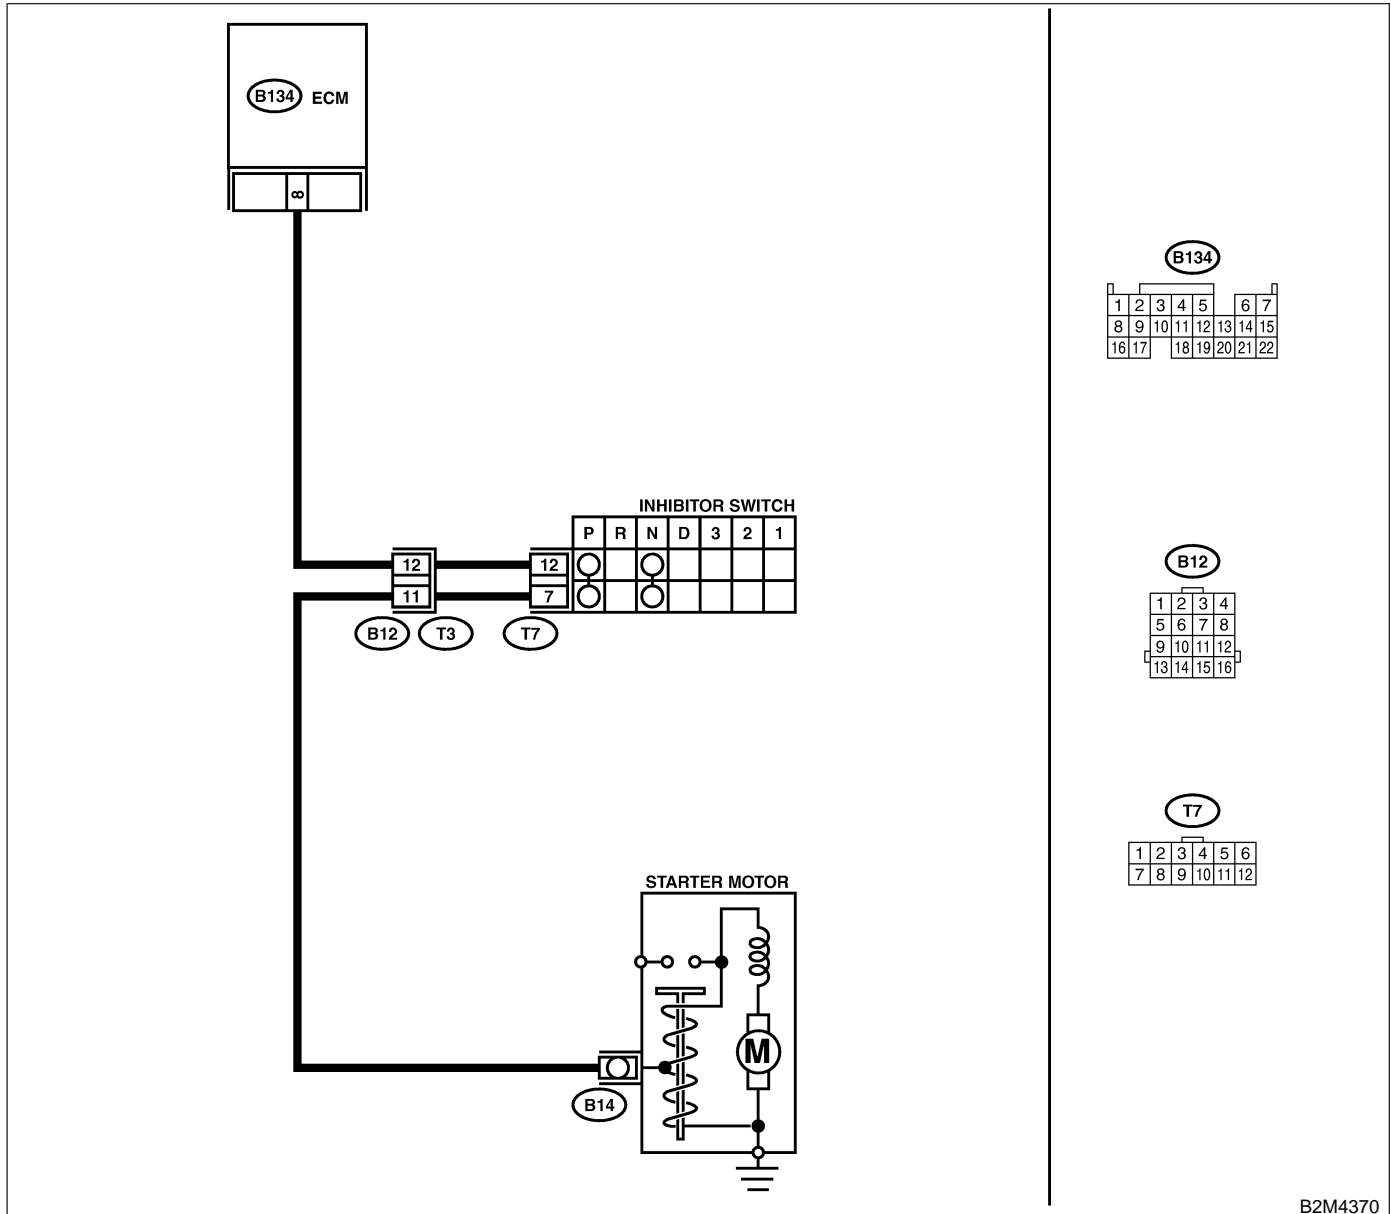 B134 ECM
8
INHIBITOR SWITCH
P R N D 3 2 1
12 12
11 7
B12 T3 T7
STARTER MOTOR
M
B14
B134
1 2 3 4 5 6 7
8 9 10 11 12 13 14 15
16 17 18 19 20 21 22
B12
1 2 3 4
5 6 7 8
9 10 11 12
13 14 15 16
T7
1 2 3 4 5 6
7 8 9 10 11 12
B2M4370